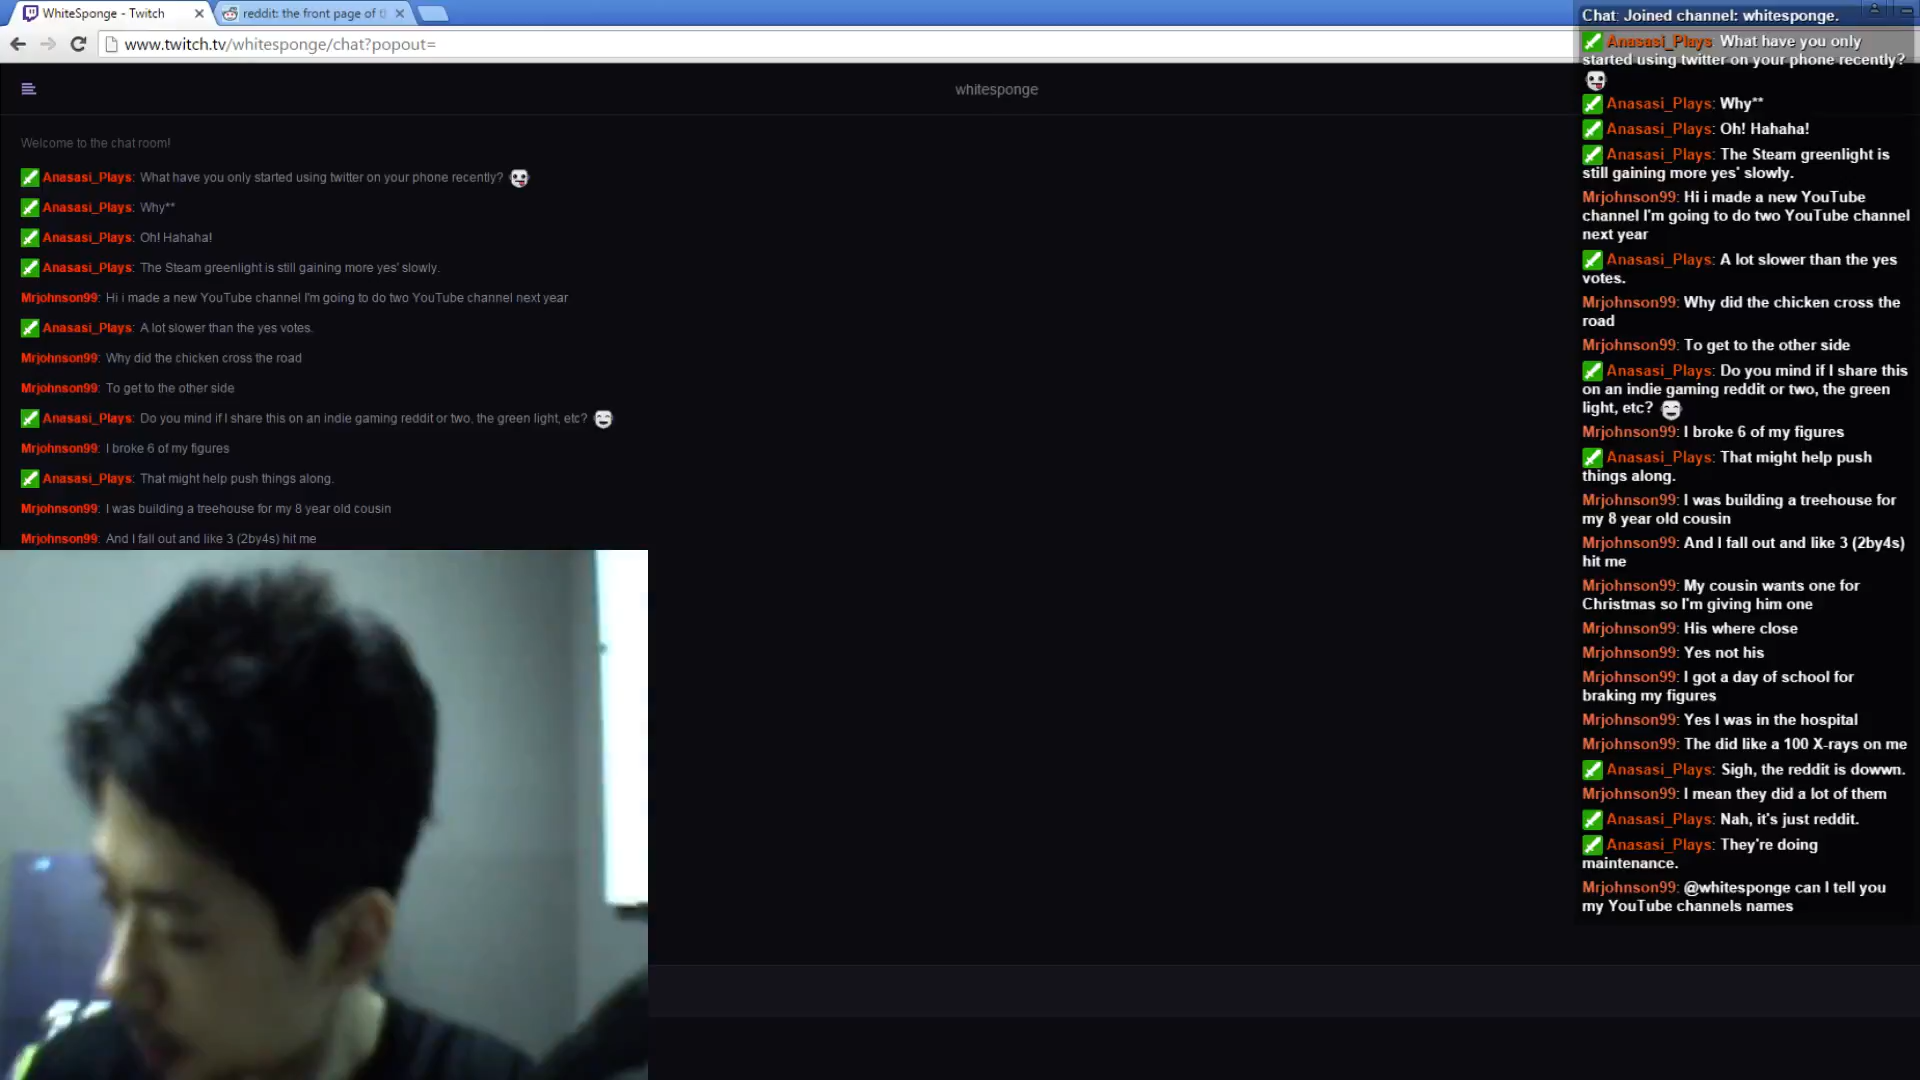 WhiteSponge - Twitch
reddit: the front page of t
www.twitch.tv/whitesponge/chat?popout=
whitesponge
Welcome to the chat room!
Anasasi_Plays: What have you only started using twitter on your phone recently?
Anasasi_Plays: Why**
Anasasi_Plays: Oh! Hahaha!
Anasasi_Plays: The Steam greenlight is still gaining more yes' slowly.
Mrjohnson99: Hi i made a new YouTube channel I'm going to do two YouTube channel next year
Anasasi_Plays: A lot slower than the yes votes.
Mrjohnson99: Why did the chicken cross the road
Mrjohnson99: To get to the other side
Anasasi_Plays: Do you mind if I share this on an indie gaming reddit or two, the green light, etc?
Mrjohnson99: I broke 6 of my figures
Anasasi_Plays: That might help push things along.
Mrjohnson99: I was building a treehouse for my 8 year old cousin
Mrjohnson99: And I fall out and like 3 (2by4s) hit me
Chat: Joined channel: whitesponge.
Anasasi_Plays: What have you only
started using twitter on your phone recently?
Anasasi_Plays: Why**
Anasasi_Plays: Oh! Hahaha!
Anasasi_Plays: The Steam greenlight is
still gaining more yes' slowly.
Mrjohnson99: Hi i made a new YouTube
channel I'm going to do two YouTube channel
next year
Anasasi_Plays: A lot slower than the yes
votes.
Mrjohnson99: Why did the chicken cross the
road
Mrjohnson99: To get to the other side
Anasasi_Plays: Do you mind if I share this
on an indie gaming reddit or two, the green
light, etc?
Mrjohnson99: I broke 6 of my figures
Anasasi_Plays: That might help push
things along.
Mrjohnson99: I was building a treehouse for
my 8 year old cousin
Mrjohnson99: And I fall out and like 3 (2by4s)
hit me
Mrjohnson99: My cousin wants one for
Christmas so I'm giving him one
Mrjohnson99: His where close
Mrjohnson99: Yes not his
Mrjohnson99: I got a day of school for
braking my figures
Mrjohnson99: Yes I was in the hospital
Mrjohnson99: The did like a 100 X-rays on me
Anasasi_Plays: Sigh, the reddit is dowwn.
Mrjohnson99: I mean they did a lot of them
Anasasi_Plays: Nah, it's just reddit.
Anasasi_Plays: They're doing
maintenance.
Mrjohnson99: @whitesponge can I tell you
my YouTube channels names